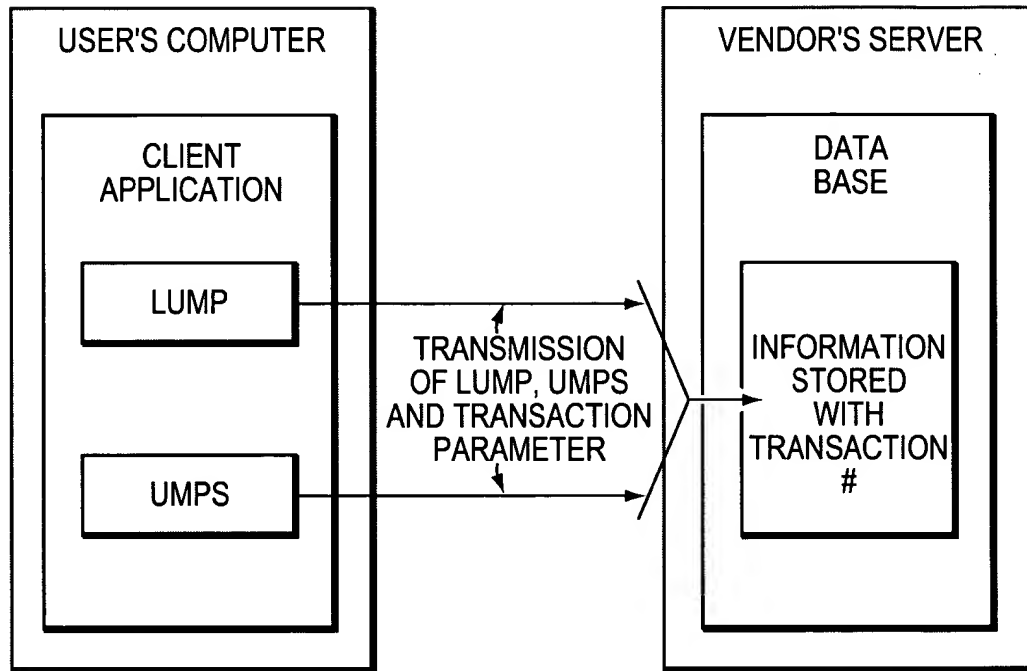 USER'S COMPUTER
CLIENT
APPLICATION
LUMP
UMPS
TRANSMISSION
OF LUMP, UMPS
AND TRANSACTION
PARAMETER
VENDOR'S SERVER
DATA
BASE
INFORMATION
STORED
WITH
TRANSACTION
#